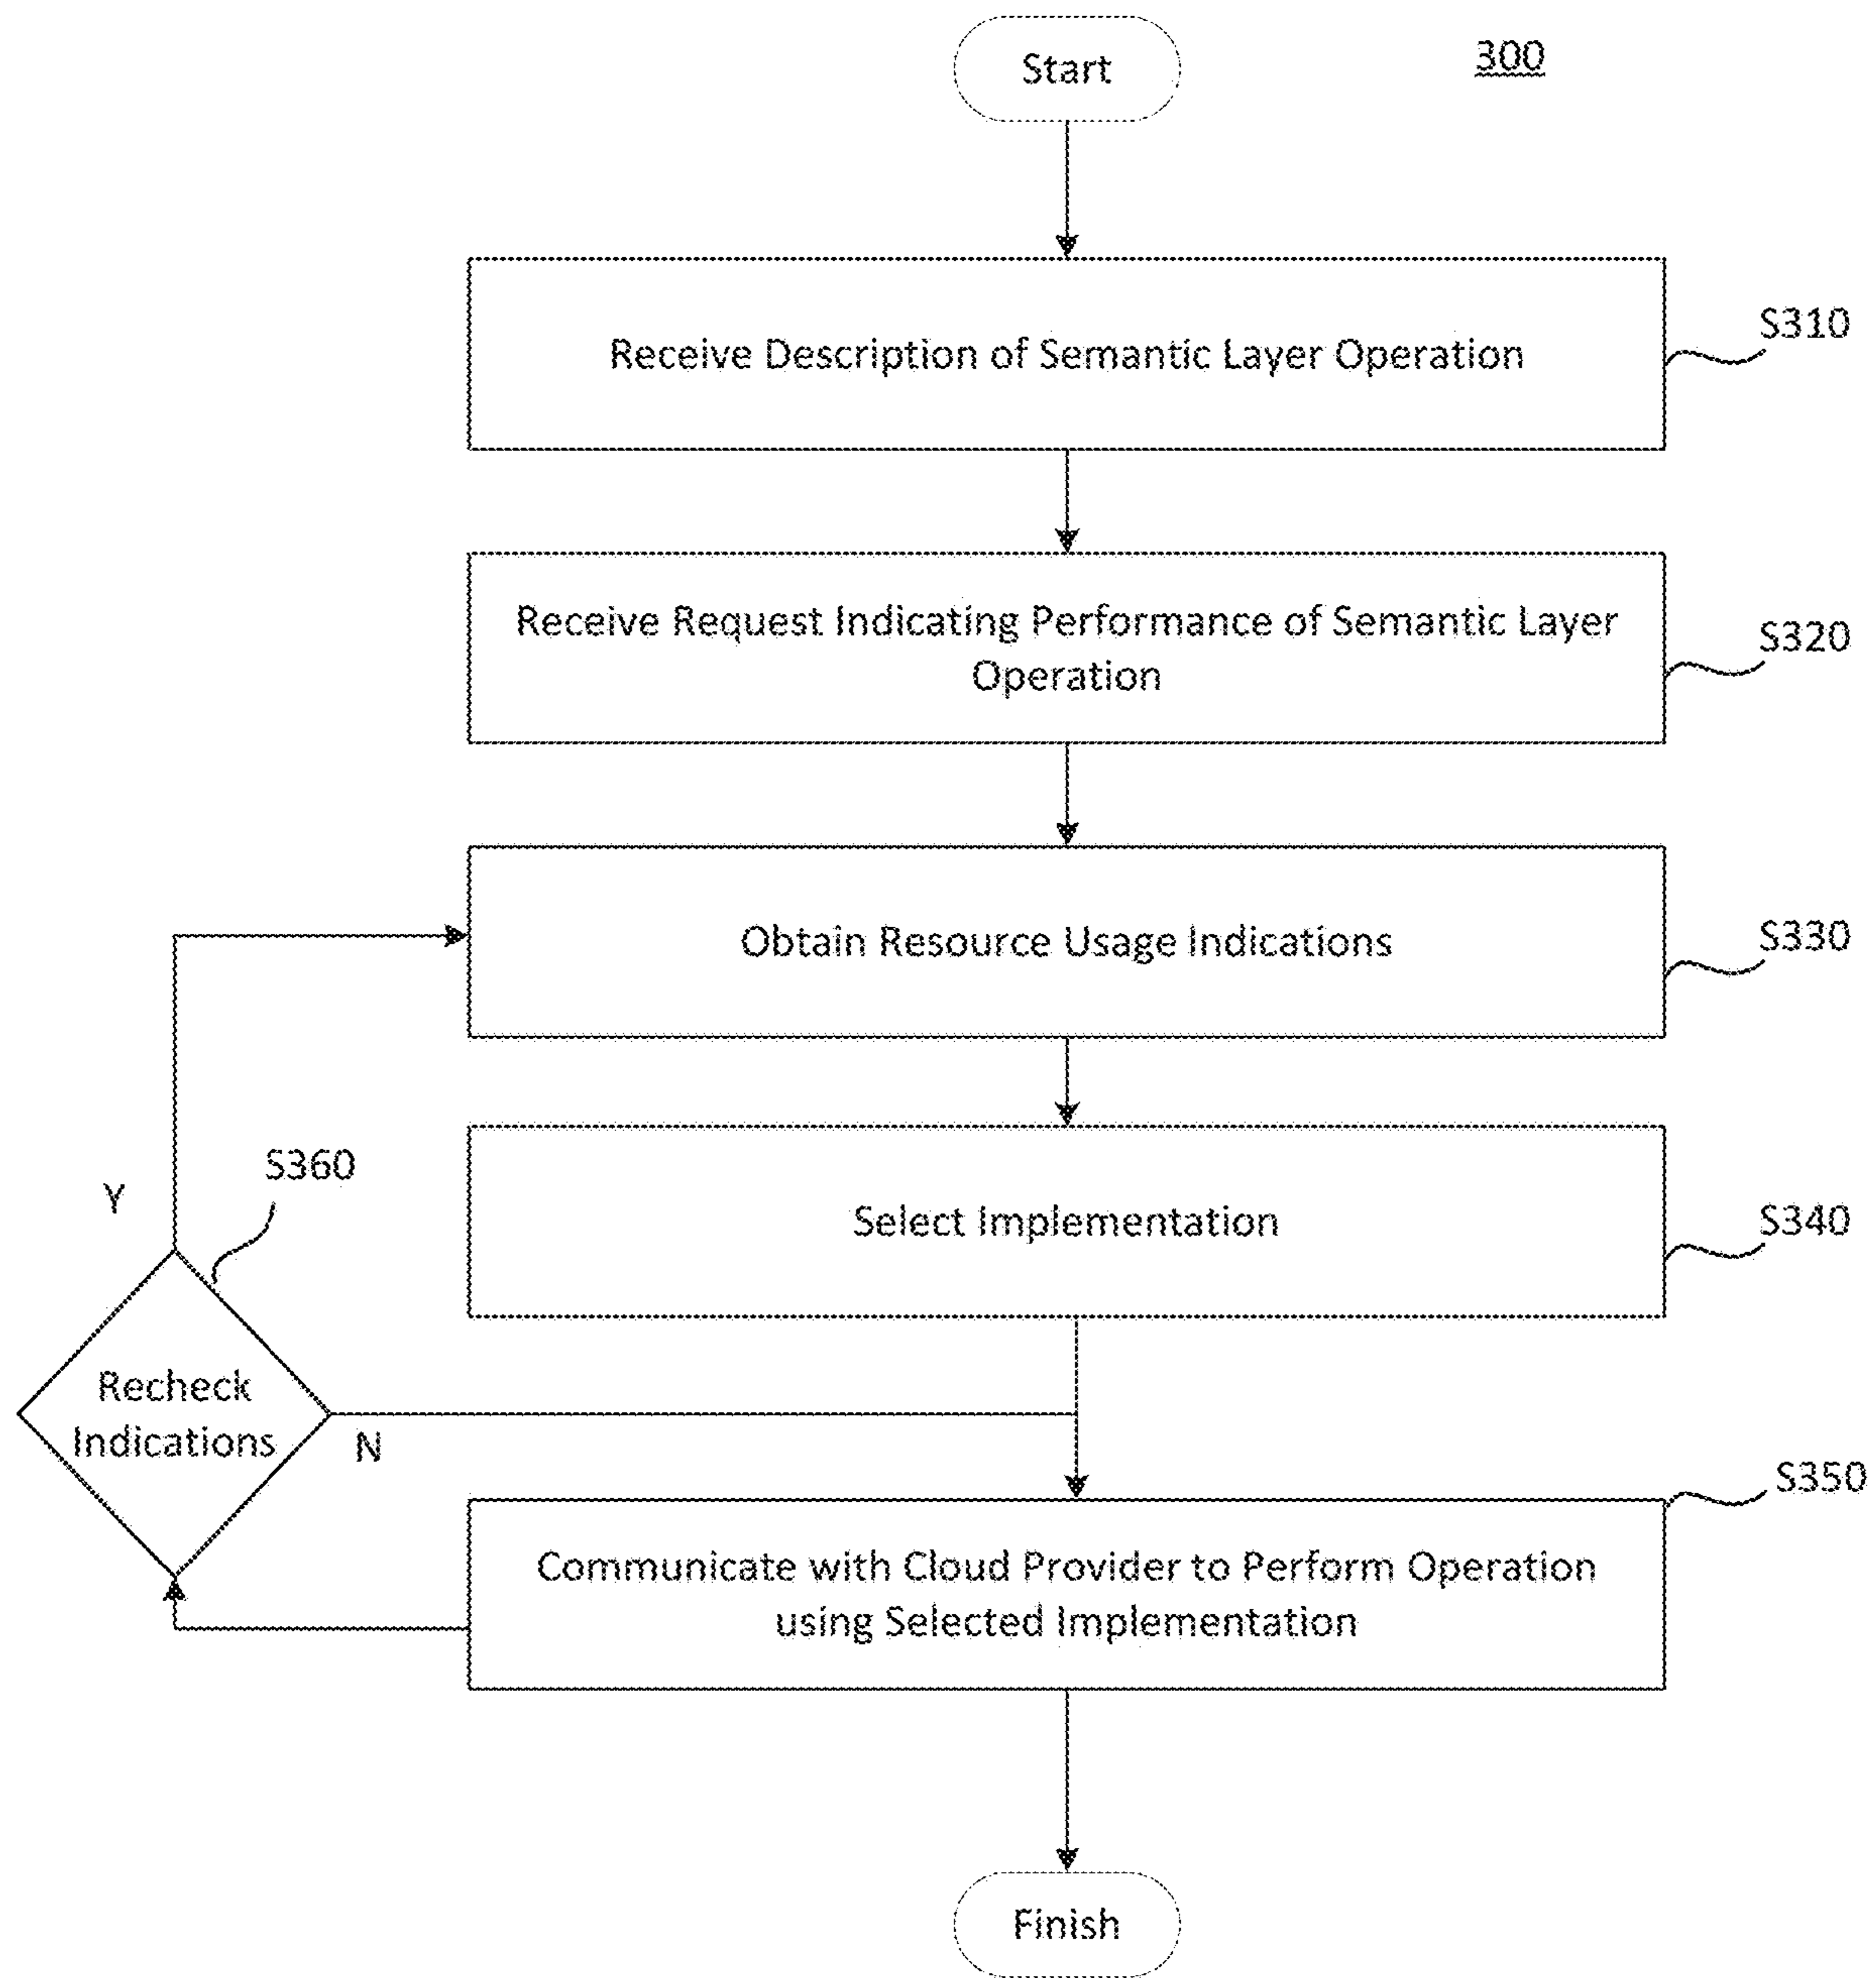 Start
300
Receive Description of Semantic Layer Operation
S310
Receive Request Indicating Performance of Semantic Layer
Operation
S320
Obtain Resource Usage Indications
S330
Select Implementation
S340
Y
S360
Recheck
Indications
N
Communicate with Cloud Provider to Perform Operation
using Selected Implementation
S350
Finish